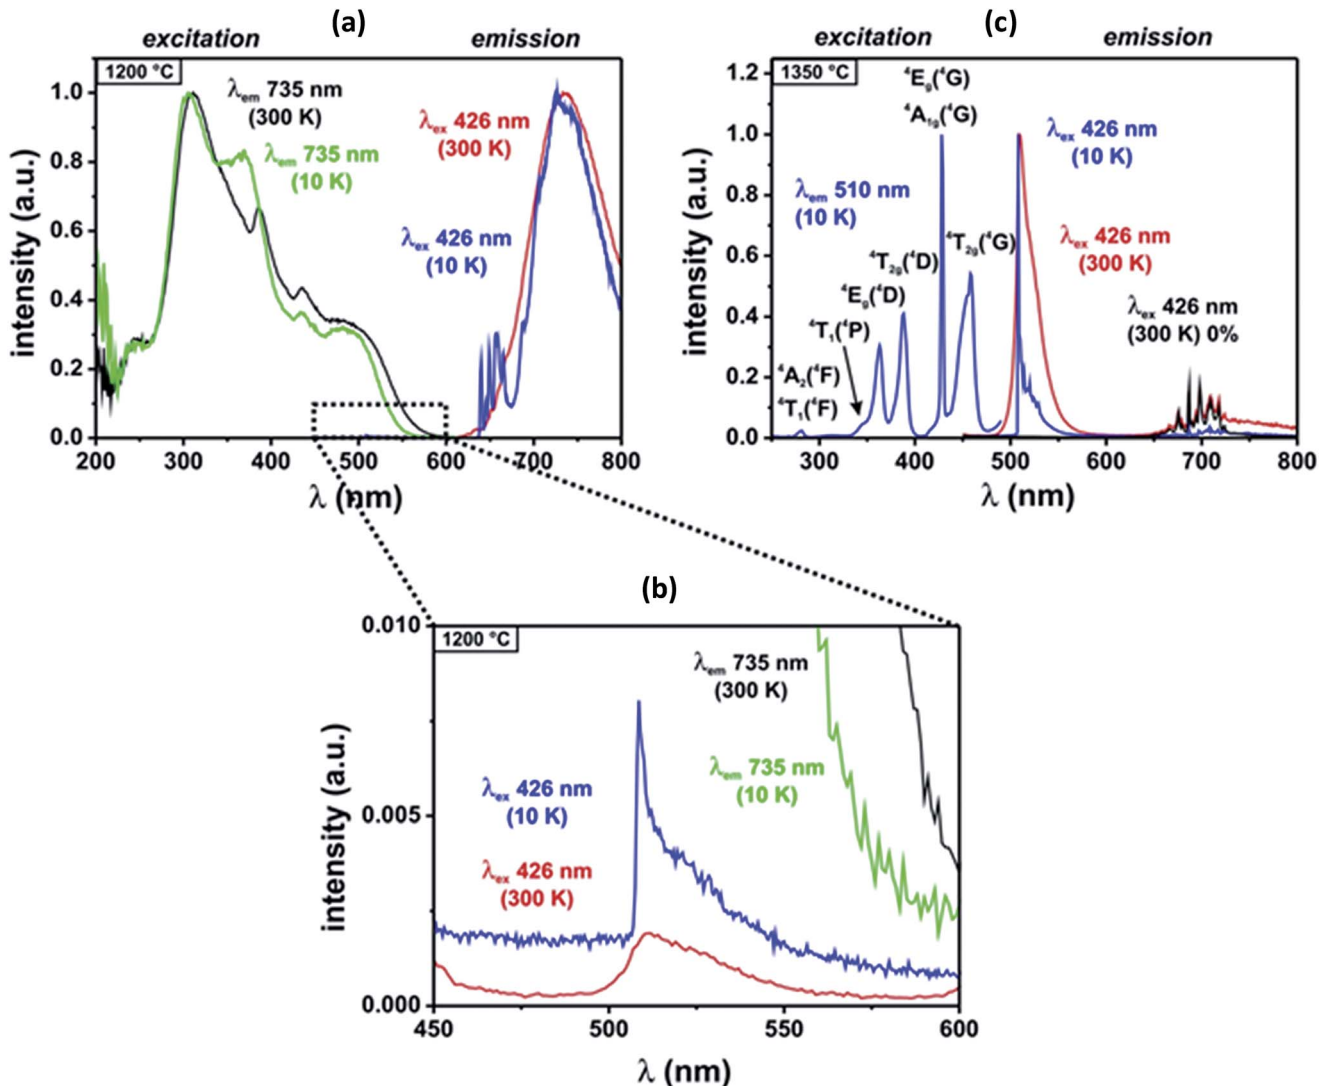 (a)
excitation
emission
1200 °C
λem 735 nm
(300 K)
λem 735 nm
(10 K)
λex 426 nm
(300 K)
λex 426 nm
(10 K)
1.0
0.8
0.6
0.4
0.2
0.0
intensity (a.u.)
200 300 400 500 600 700 800
λ (nm)
(c)
excitation
emission
1350 °C
⁴Eg(⁴G)
⁴A1g(⁴G)
λex 426 nm
(10 K)
λem 510 nm
(10 K)
⁴T2g(⁴G)
λex 426 nm
(300 K)
⁴T2g(⁴D)
⁴Eg(⁴D)
λex 426 nm
(300 K) 0%
⁴T1(⁴P)
⁴A2(⁴F)
⁴T1(⁴F)
1.2
1.0
0.8
0.6
0.4
0.2
0.0
intensity (a.u.)
300 400 500 600 700 800
λ (nm)
(b)
1200 °C
λem 735 nm
(300 K)
λem 735 nm
(10 K)
λex 426 nm
(10 K)
λex 426 nm
(300 K)
0.010
0.005
0.000
intensity (a.u.)
450 500 550 600
λ (nm)